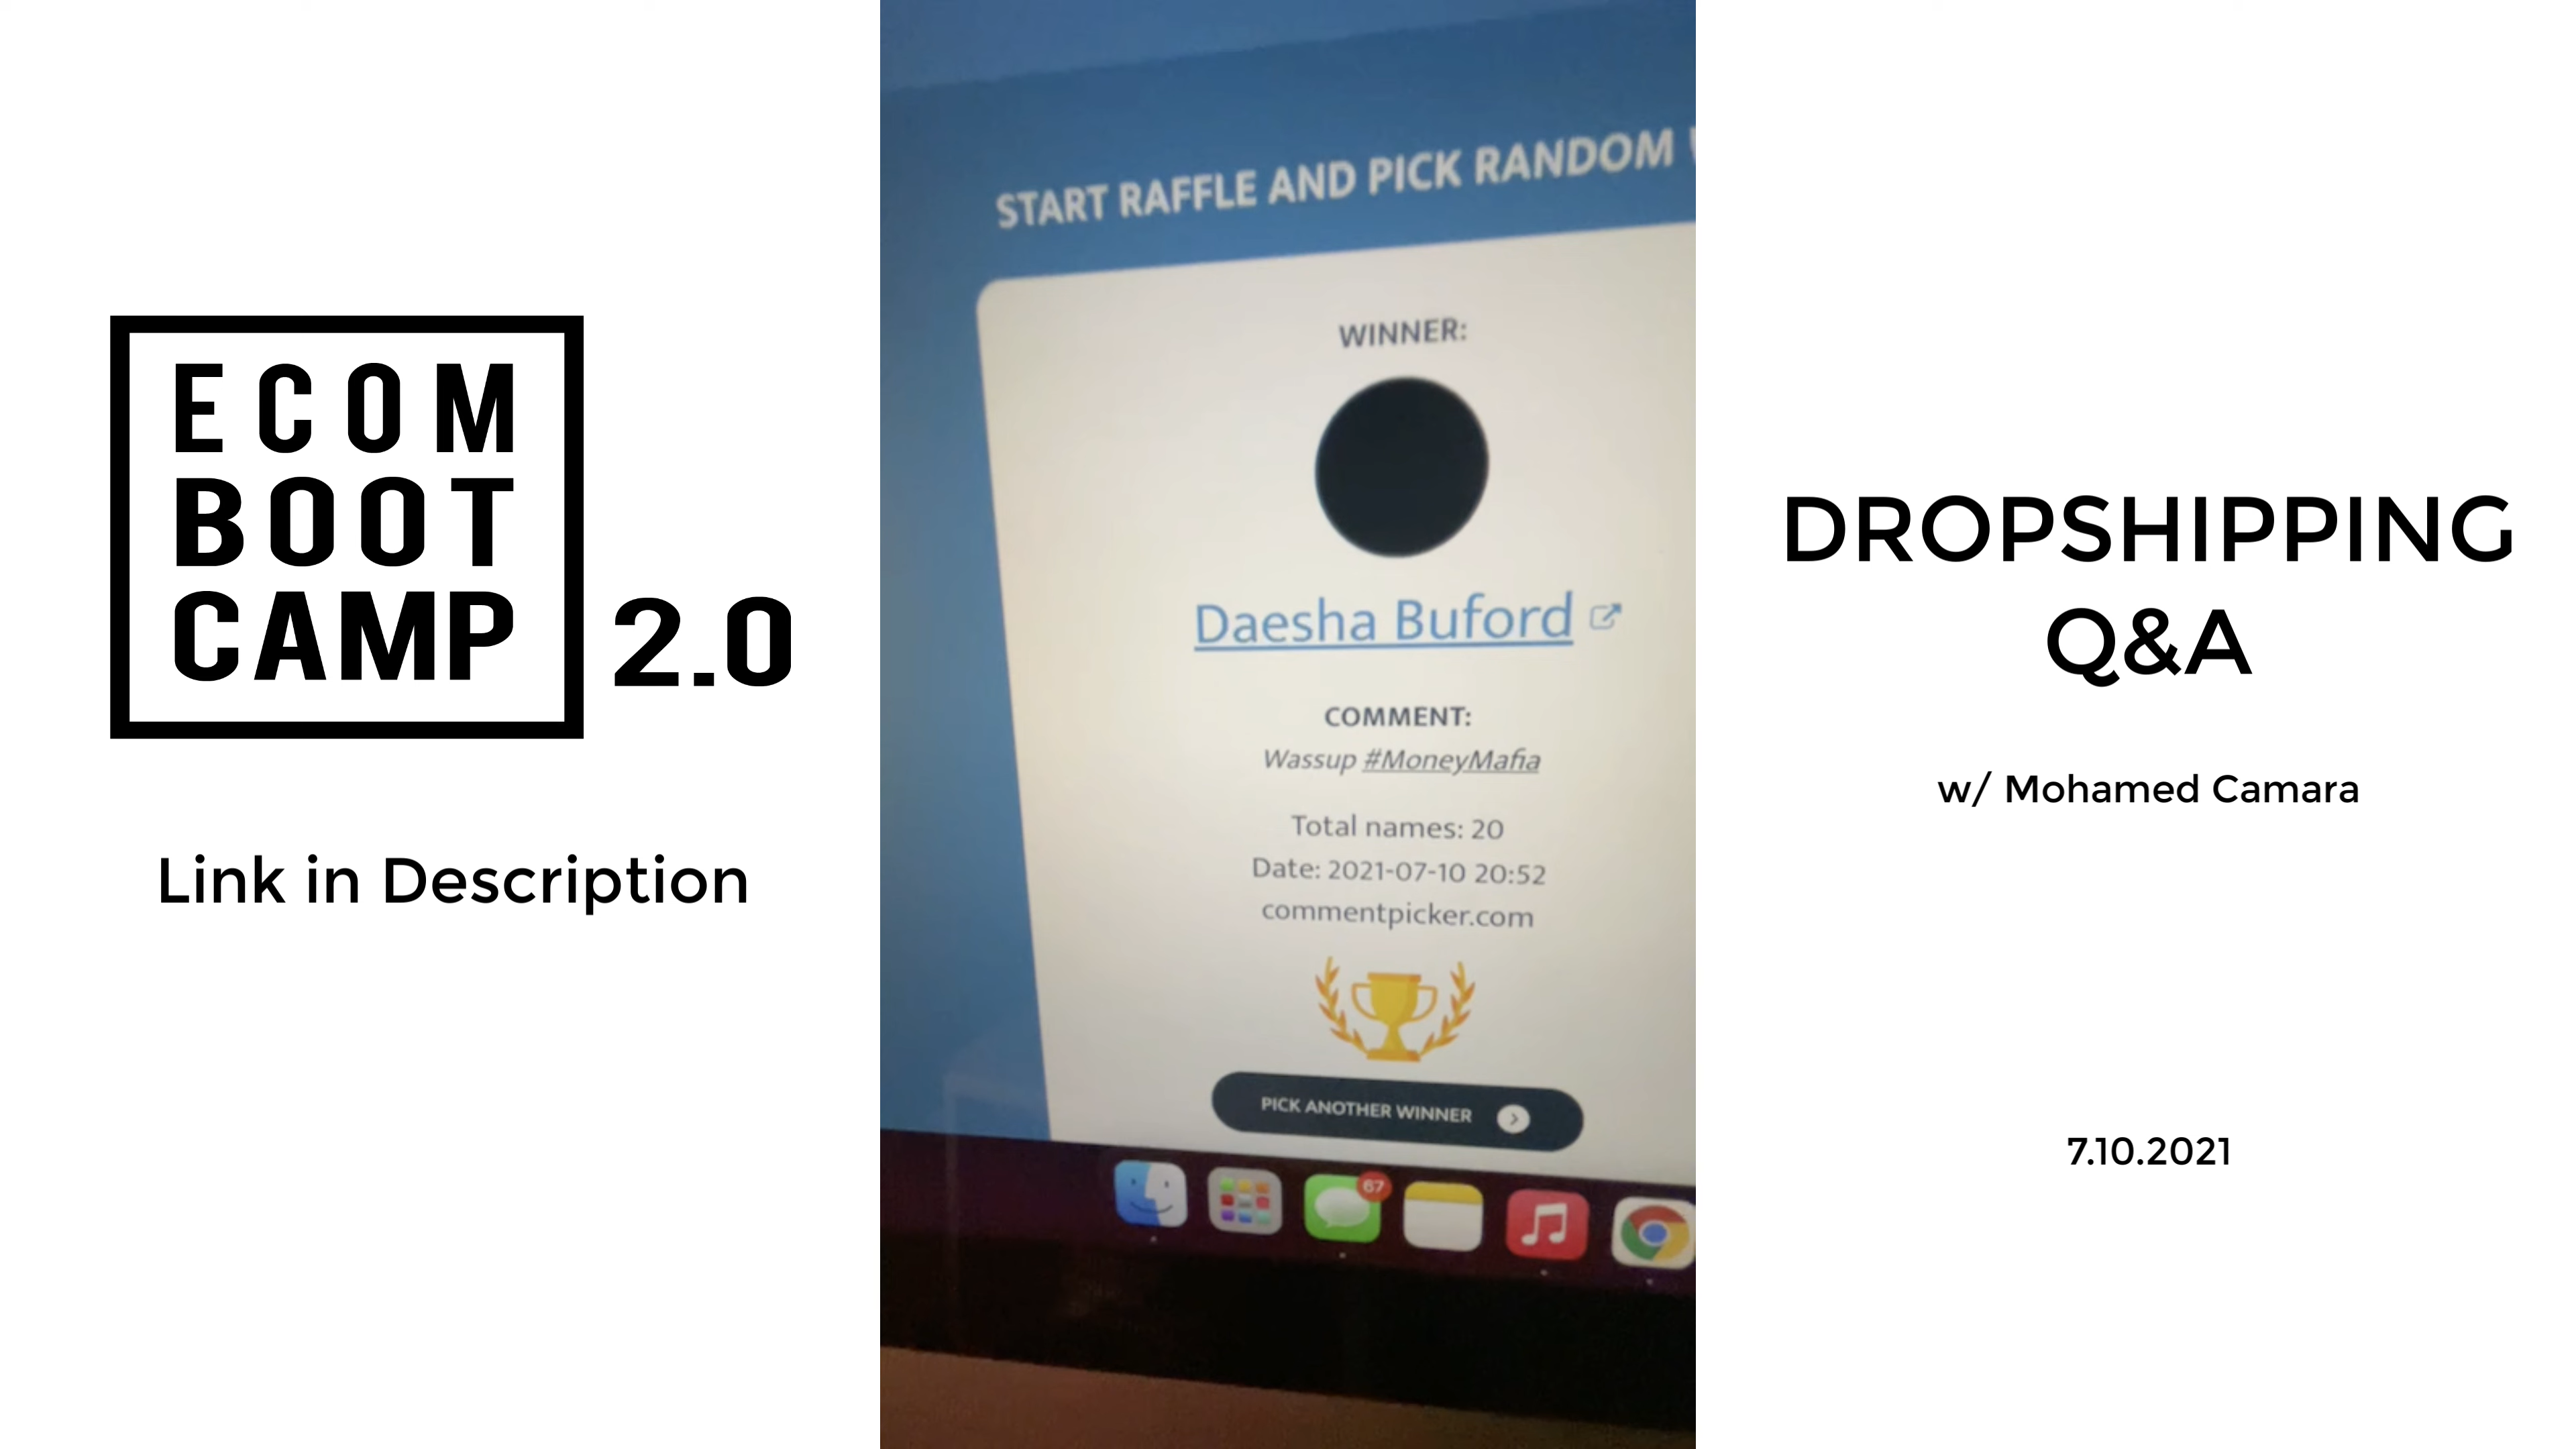 ECOM
BOOT
CAMP 2.0
Link in Description
START RAFFLE AND PICK RANDOM
WINNER:
Daesha Buford
COMMENT:
Wassup #MoneyMafia
Total names: 20
Date: 2021-07-10 20:52
commentpicker.com
PICK ANOTHER WINNER
67
DROPSHIPPING
Q&A
w/ Mohamed Camara
7.10.2021